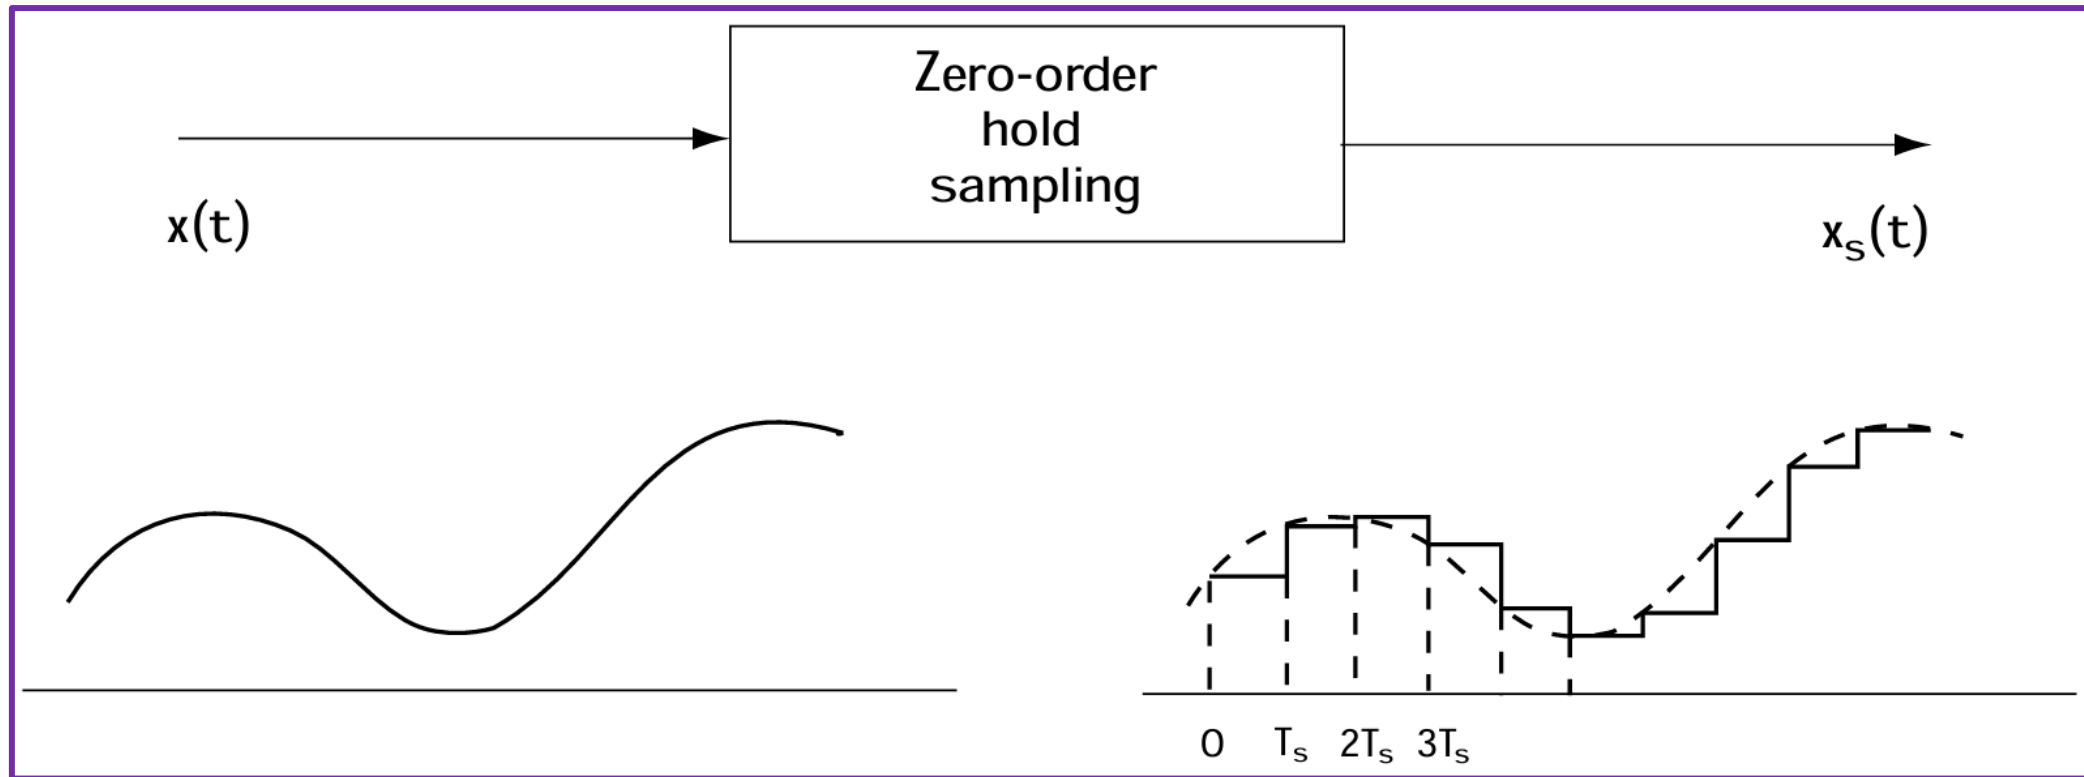 Zero-order
hold
sampling
x(t)
xs(t)
0 Ts 2Ts 3Ts